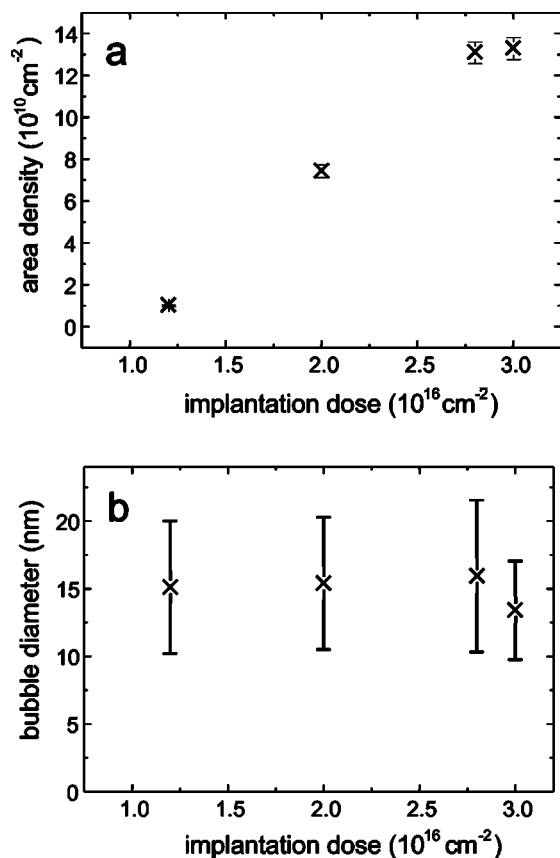 a
area density (10¹⁰cm⁻²)
14
12
10
8
6
4
2
0
1.0 1.5 2.0 2.5 3.0
implantation dose (10¹⁶cm⁻²)
b
bubble diameter (nm)
20
15
10
5
0
1.0 1.5 2.0 2.5 3.0
implantation dose (10¹⁶cm⁻²)